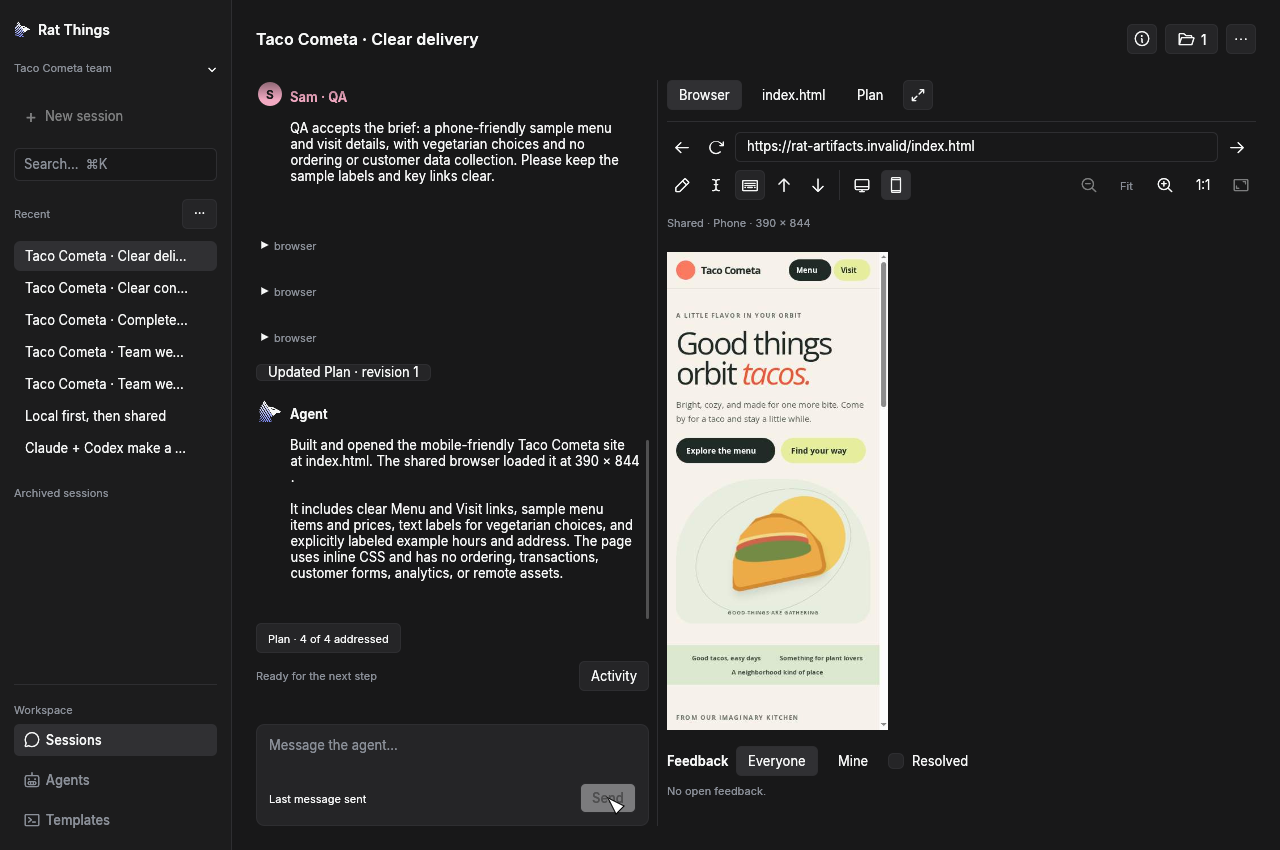 Rat Things
Taco Cometa team
+ New session
Search... ⌘K
Recent
...
Taco Cometa · Clear deli...
Taco Cometa · Clear con...
Taco Cometa · Complete...
Taco Cometa · Team we...
Taco Cometa · Team we...
Local first, then shared
Claude + Codex make a ...
Archived sessions
Workspace
Sessions
Agents
Templates
Taco Cometa · Clear delivery
1
S
Sam · QA
QA accepts the brief: a phone-friendly sample menu
and visit details, with vegetarian choices and no
ordering or customer data collection. Please keep the
sample labels and key links clear.
browser
browser
browser
Updated Plan · revision 1
Agent
Built and opened the mobile-friendly Taco Cometa site
at index.html. The shared browser loaded it at 390 × 844
.
It includes clear Menu and Visit links, sample menu
items and prices, text labels for vegetarian choices, and
explicitly labeled example hours and address. The page
uses inline CSS and has no ordering, transactions,
customer forms, analytics, or remote assets.
Plan · 4 of 4 addressed
Ready for the next step
Activity
Message the agent...
Last message sent
Send
Browser
index.html
Plan
https://rat-artifacts.invalid/index.html
Fit
1:1
Shared · Phone · 390 × 844
Taco Cometa
Menu
Visit
A LITTLE FLAVOR IN YOUR ORBIT
Good things
orbit tacos.
Bright, cozy, and made for one more bite. Come
by for a taco and stay a little while.
Explore the menu
Find your way
GOOD THINGS ARE GATHERING
Good tacos, easy days
Something for plant lovers
A neighborhood kind of place
FROM OUR IMAGINARY KITCHEN
Feedback
Everyone
Mine
Resolved
No open feedback.